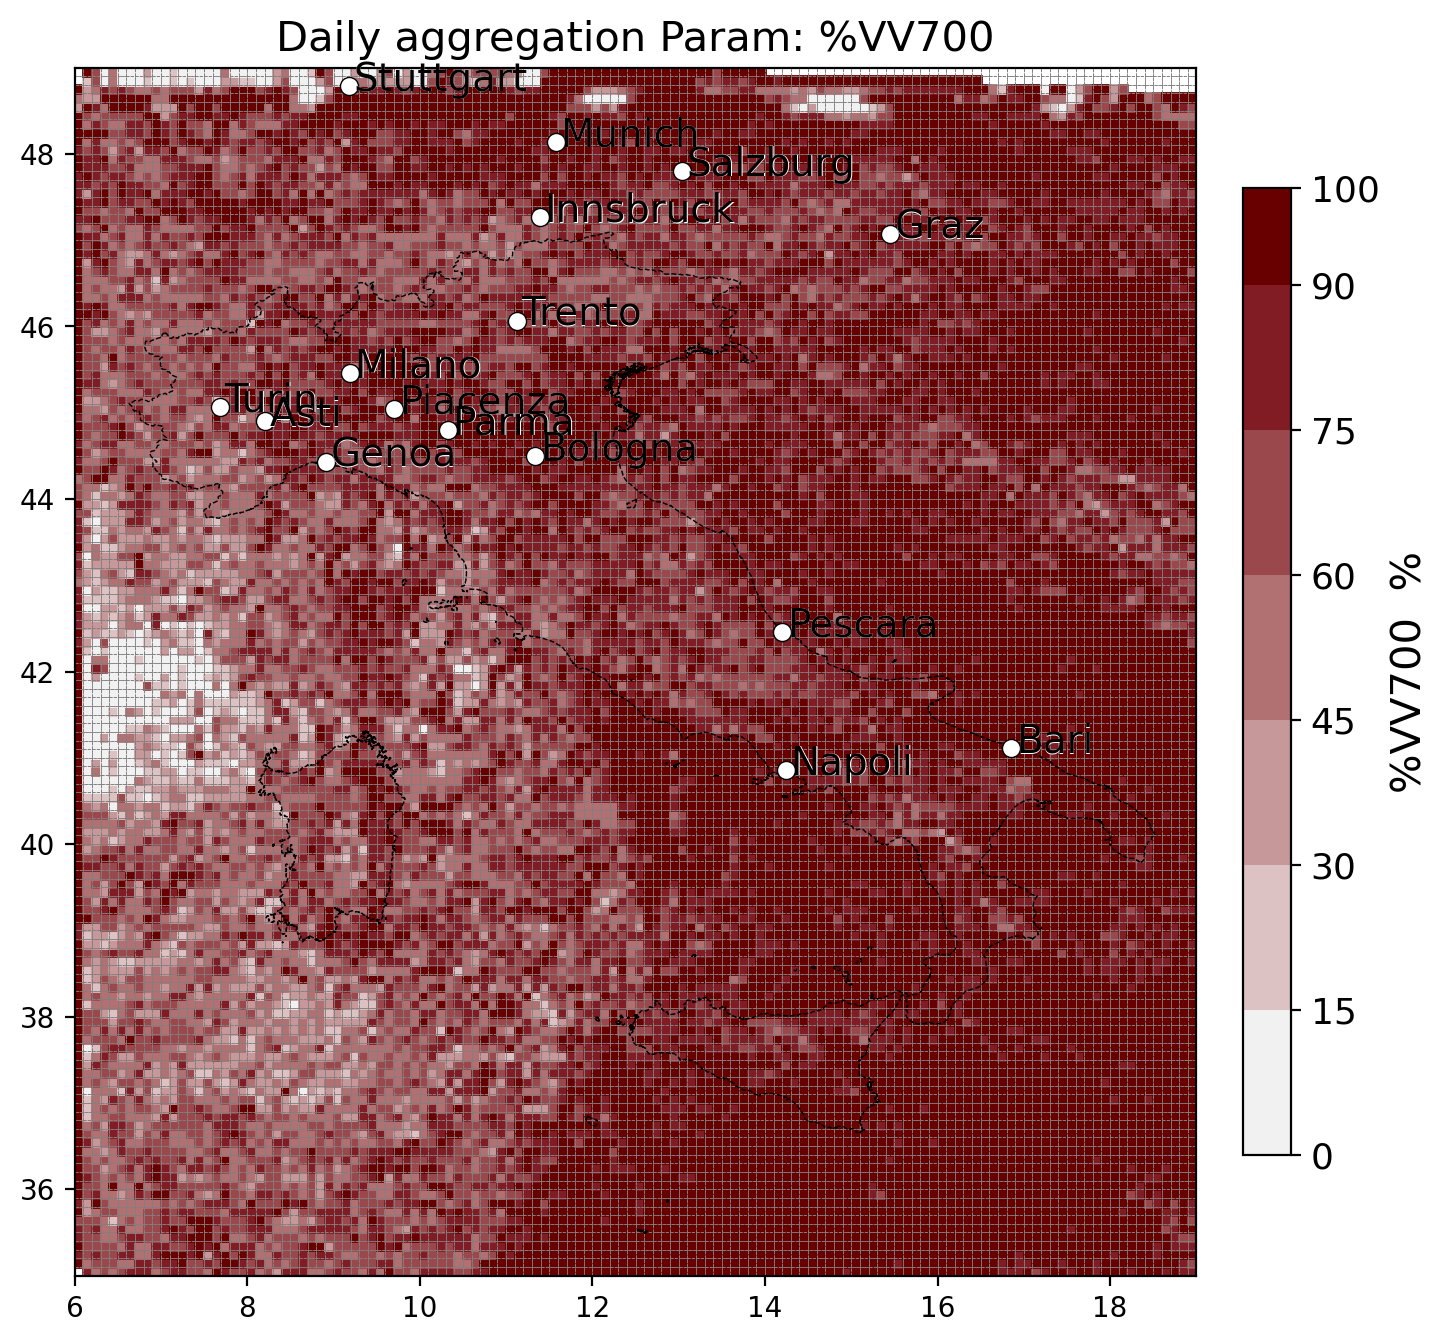 Daily aggregation Param: %VV700
Stuttgart
Munich
48
Salzburg
100
Innsbruck
Graz
90
Trento
46
Milano
Turin
Piacenza
Asti
Parma
75
Bologna
Genoa
44
60
%VV700 %
Pescara
42
45
Bari
Napoli
40
30
38
15
36
0
6
8
10
12
14
16
18